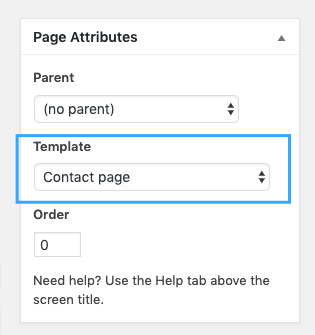 Page Attributes
Parent
(no parent)
Template
Contact page
Order
0
Need help? Use the Help tab above the
screen title.